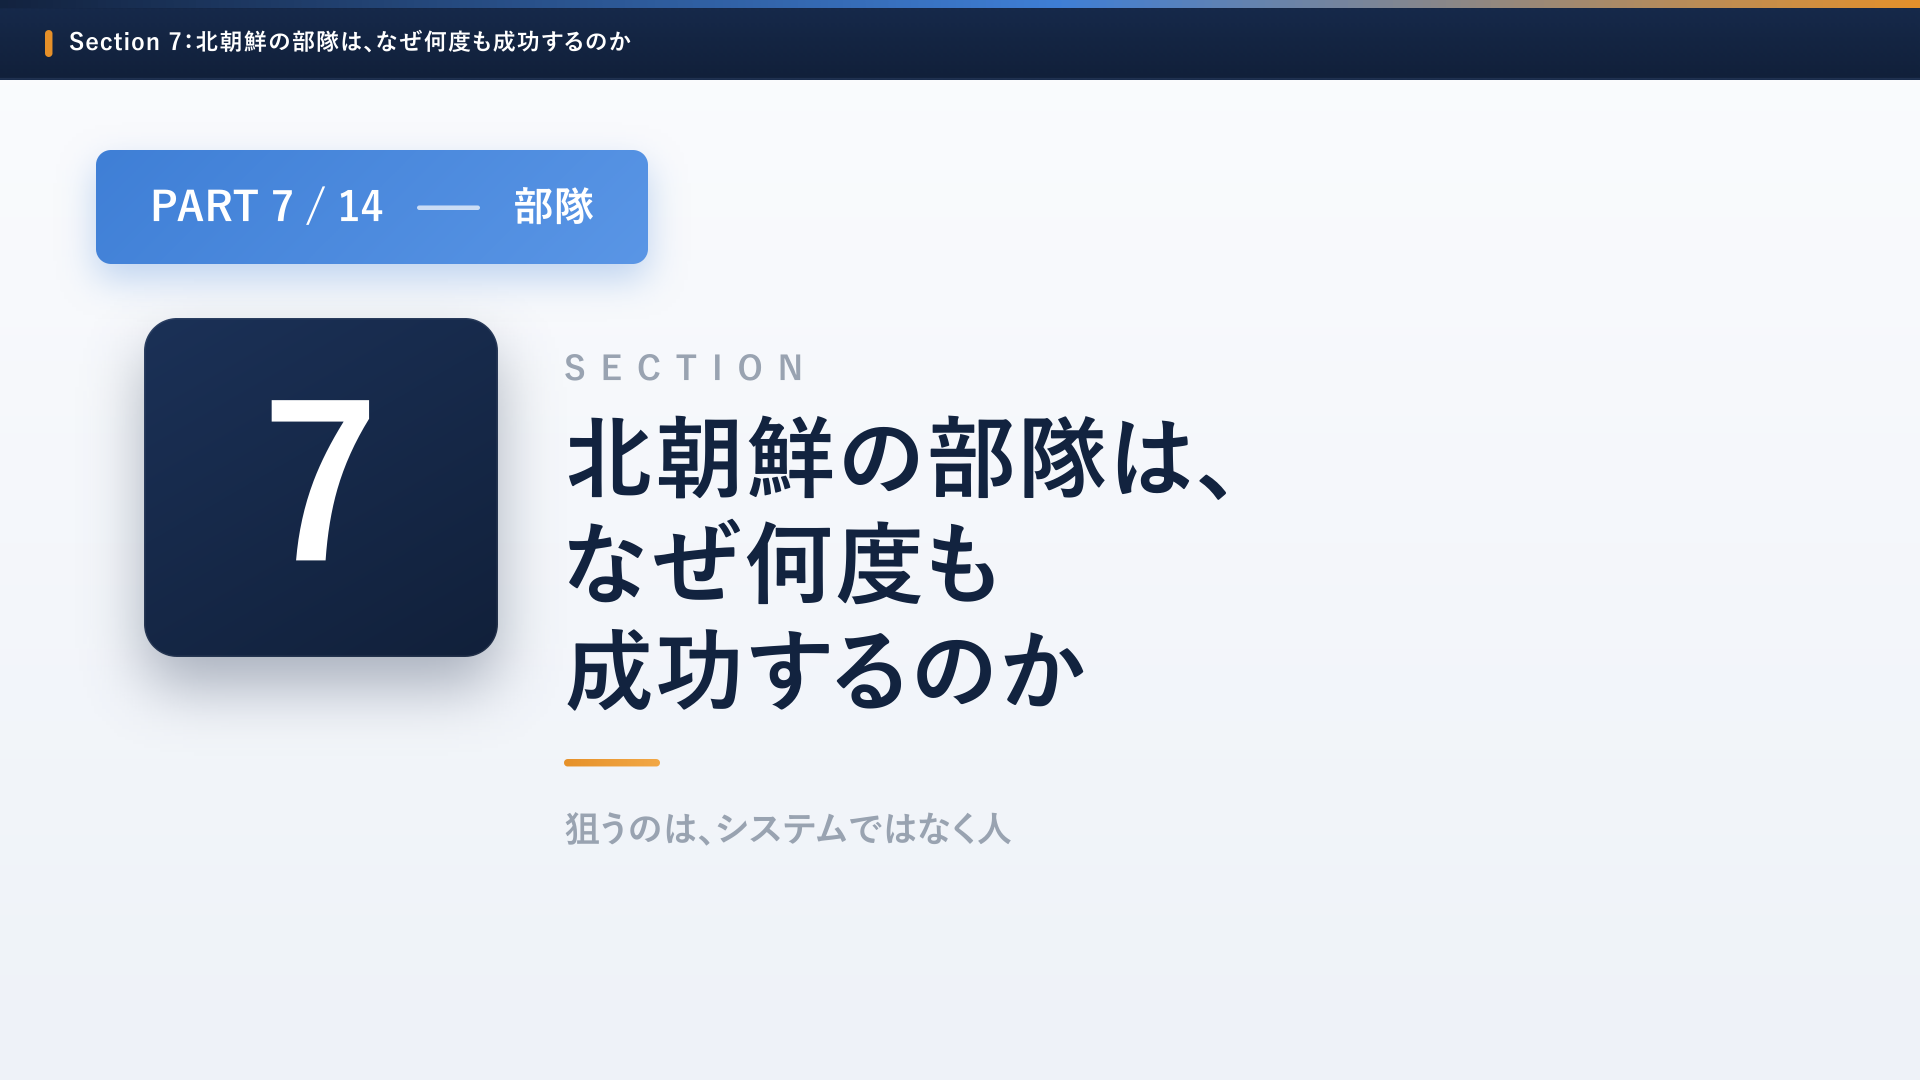 Section 7：北朝鮮の部隊は、なぜ何度も成功するのか
PART 7 / 14 — 部隊
7
SECTION
北朝鮮の部隊は、
なぜ何度も
成功するのか
狙うのは、システムではなく人